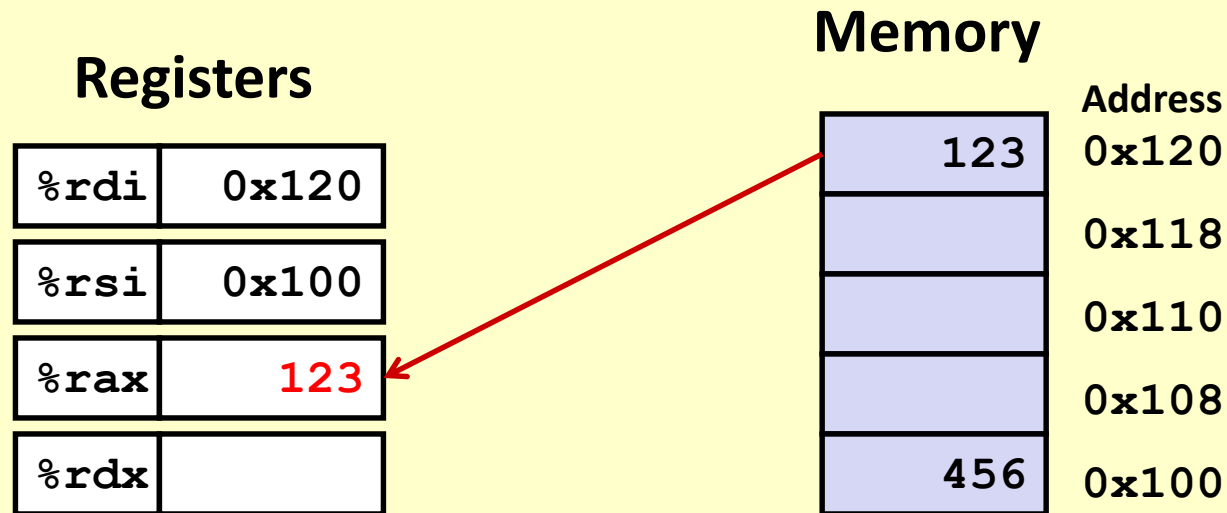 Registers
%rdi 0x120
%rsi 0x100
%rax 123
%rdx
Memory
Address
123 0x120
0x118
0x110
0x108
456 0x100